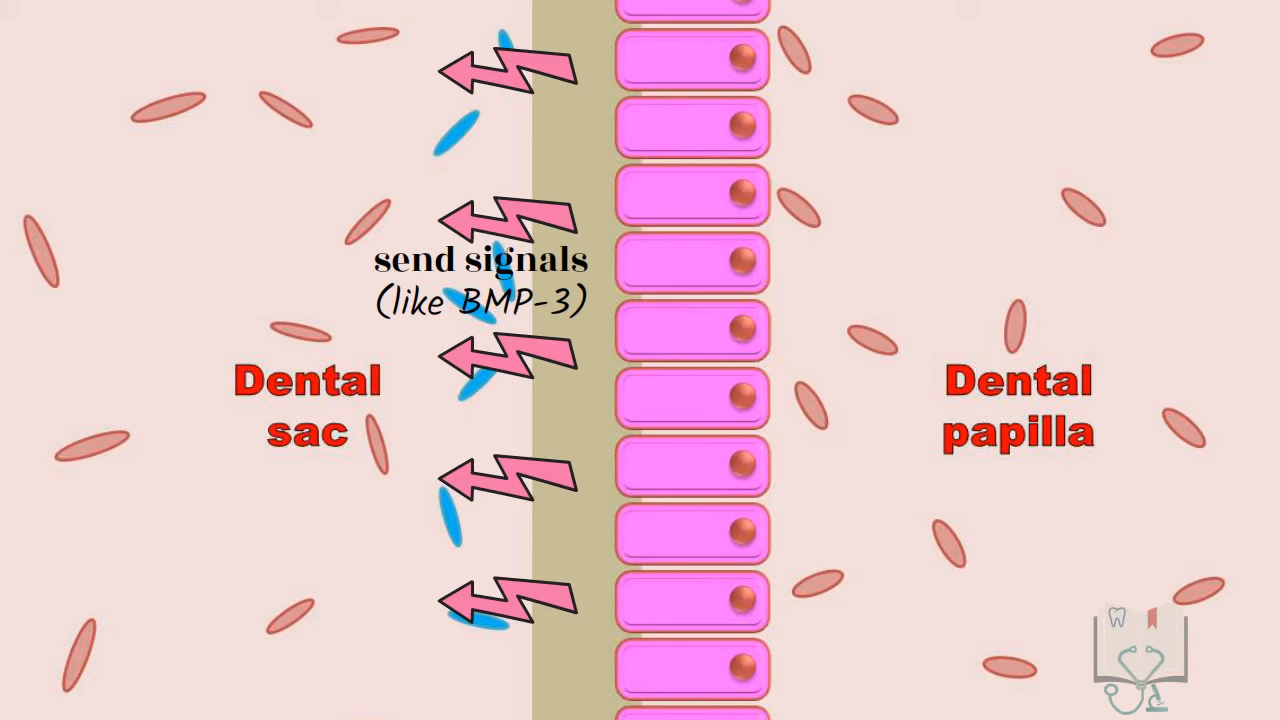 send signals
(like BMP-3)
Dental
sac
Dental
papilla